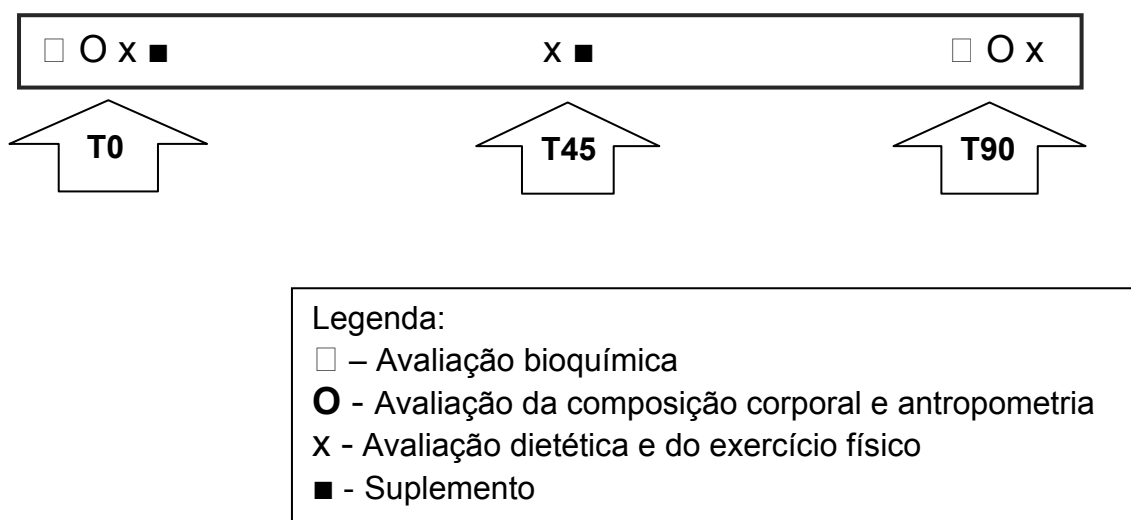 □ O x ■ x ■ □ O x
T0 T45 T90
Legenda:
□ – Avaliação bioquímica
O - Avaliação da composição corporal e antropometria
x - Avaliação dietética e do exercício físico
■ - Suplemento